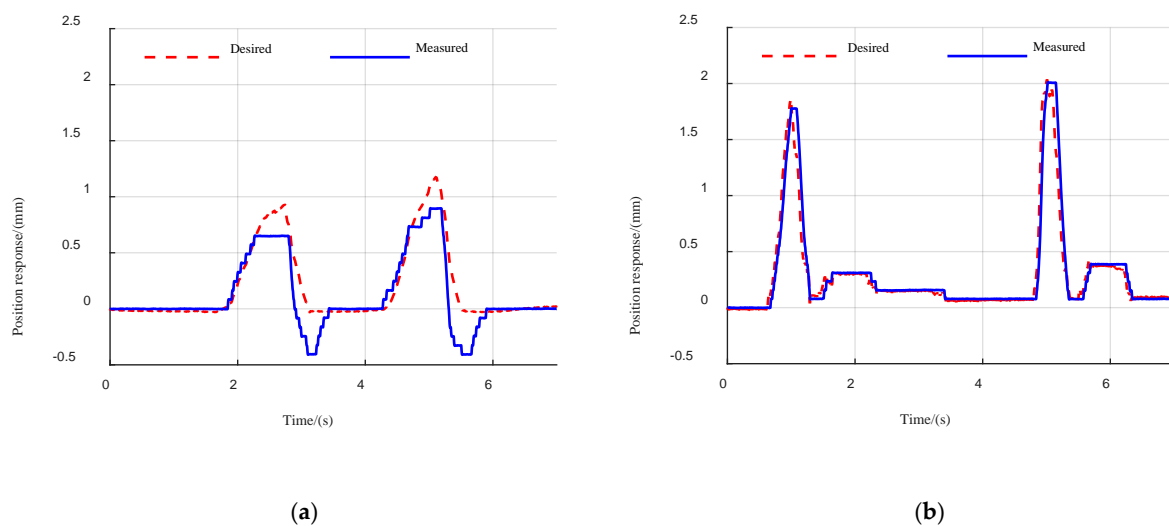 2.5
Desired
Measured
2
1.5
1
0.5
0
-0.5
Position response/(mm)
0
2
4
6
Time/(s)
(a)
2.5
Desired
Measured
2
1.5
1
0.5
0
-0.5
Position response/(mm)
0
2
4
6
Time/(s)
(b)